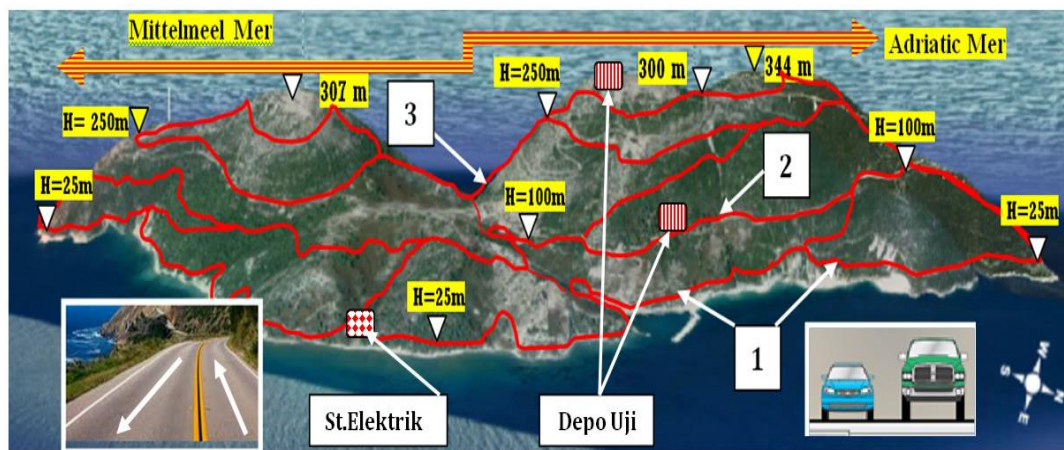 Mittelmeel Mer
Adriatic Mer
H=250m
300 m
344 m
307 m
3
H= 250m
H=100m
2
H=25m
H=100m
H=25m
H=25m
1
St.Elektrik
Depo Uji
N
S
E
W